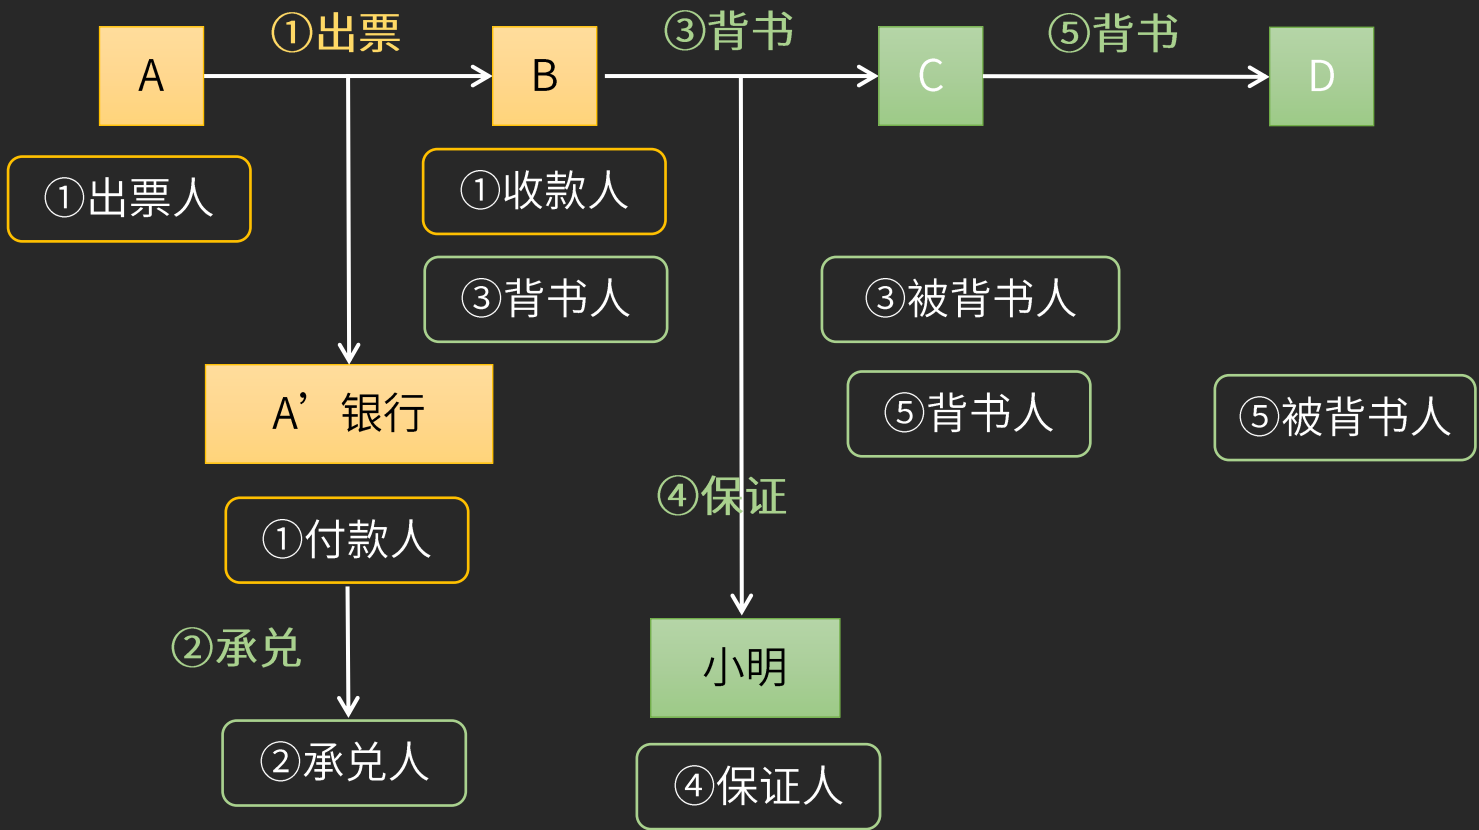 ①出票
③背书
⑤背书
A
B
C
D
①出票人
①收款人
③背书人
③被背书人
A’银行
⑤背书人
⑤被背书人
④保证
①付款人
②承兑
小明
②承兑人
④保证人